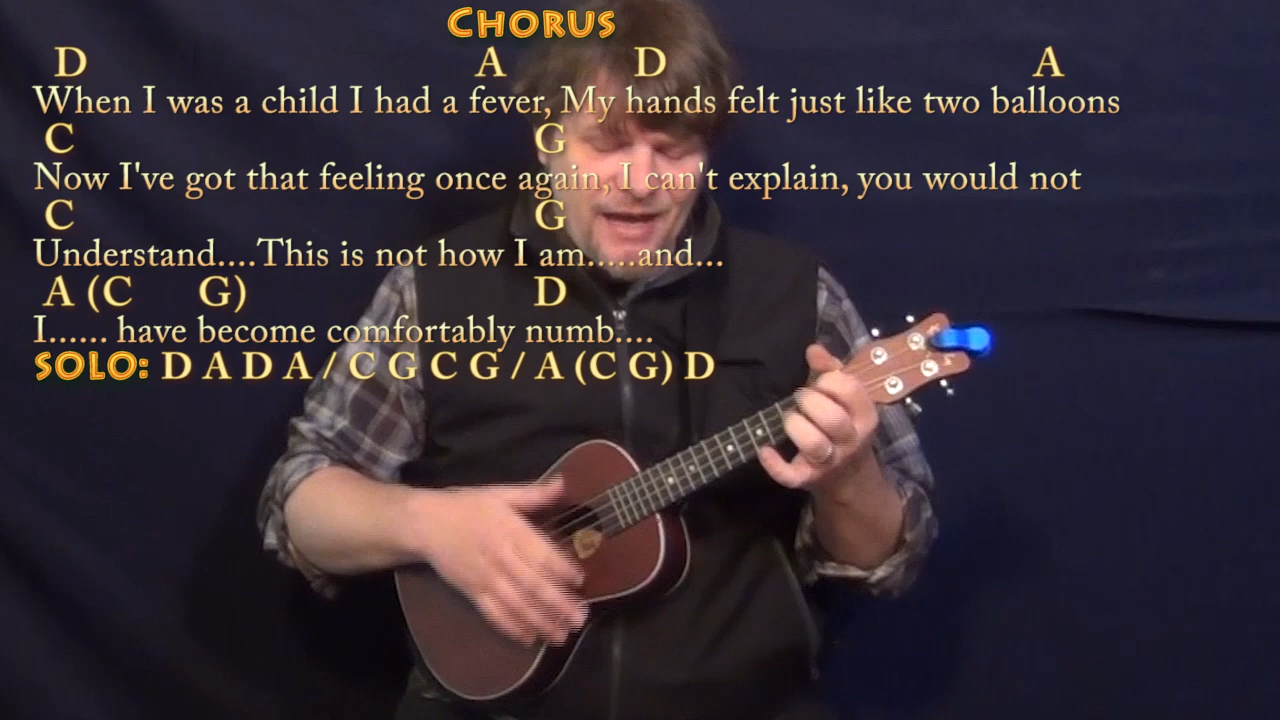 CHORUS
D A D A
When I was a child I had a fever, My hands felt just like two balloons
C G
Now I've got that feeling once again, I can't explain, you would not
C G
Understand....This is not how I am.....and...
A (C G) D
I...... have become comfortably numb....
SOLO: D A D A / C G C G / A (C G) D